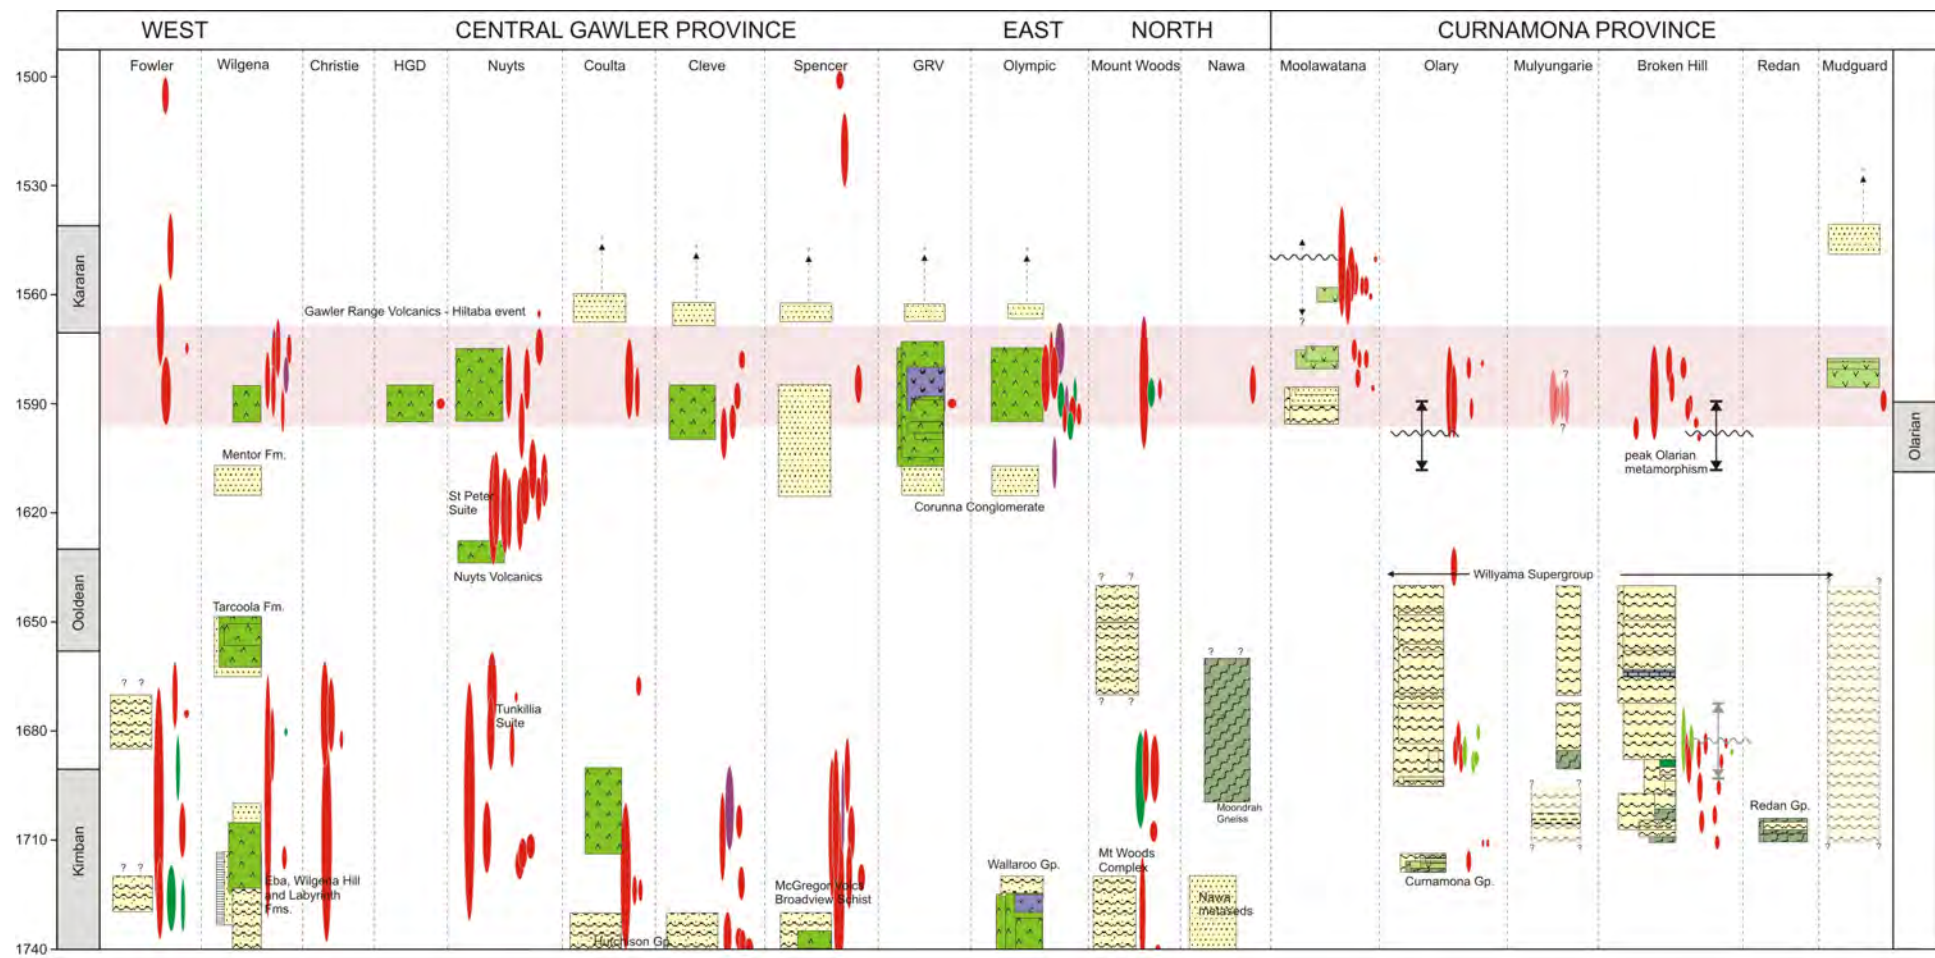 WEST CENTRAL GAWLER PROVINCE EAST NORTH CURNAMONA PROVINCE
Fowler Wilgena Christie HGD Nuyts Coulta Cleve Spencer GRV Olympic Mount Woods Nawa Moolawatana Olary Mulyungarie Broken Hill Redan Mudguard
1500
1530
1560
1590
1620
1650
1680
1710
1740
Kararan
Ooldean
Kimban
Olarian
Gawler Range Volcanics - Hiltaba event
?
?
?
Mentor Fm.
peak Olarian
metamorphism
St Peter
Suite
Corunna Conglomerate
Nuyts Volcanics
Willyama Supergroup
? ?
? ?
Tarcoola Fm.
? ?
? ?
? ?
Tunkillia
Suite
? ?
Moondrah
Gneiss
Redan Gp.
? ?
? ?
Mt Woods
Complex
Wallaroo Gp.
? ?
Eba, Wilgena Hill
and Labyrinth
Fms.
McGregor Volcs
Broadview Schist
Curnamona Gp.
Nawa
metaseds
Hutchison Gp.